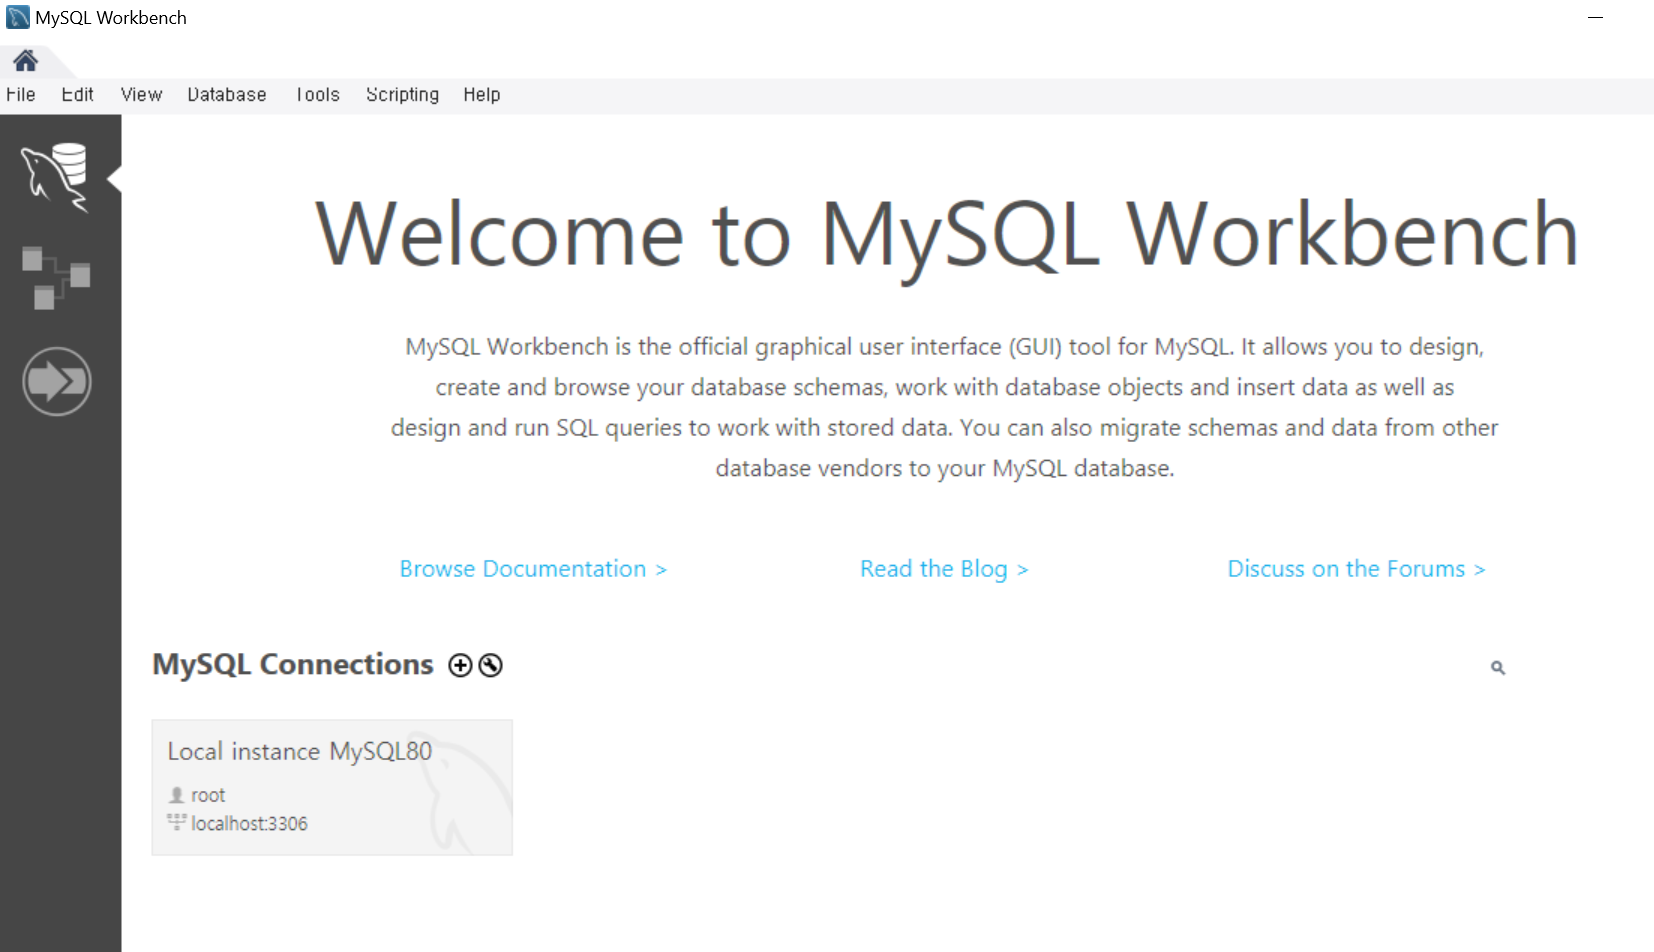 MySQL Workbench
File Edit View Database Tools Scripting Help
Welcome to MySQL Workbench
MySQL Workbench is the official graphical user interface (GUI) tool for MySQL. It allows you to design,
create and browse your database schemas, work with database objects and insert data as well as
design and run SQL queries to work with stored data. You can also migrate schemas and data from other
database vendors to your MySQL database.
Browse Documentation > Read the Blog > Discuss on the Forums >
MySQL Connections
Local instance MySQL80
root
localhost:3306